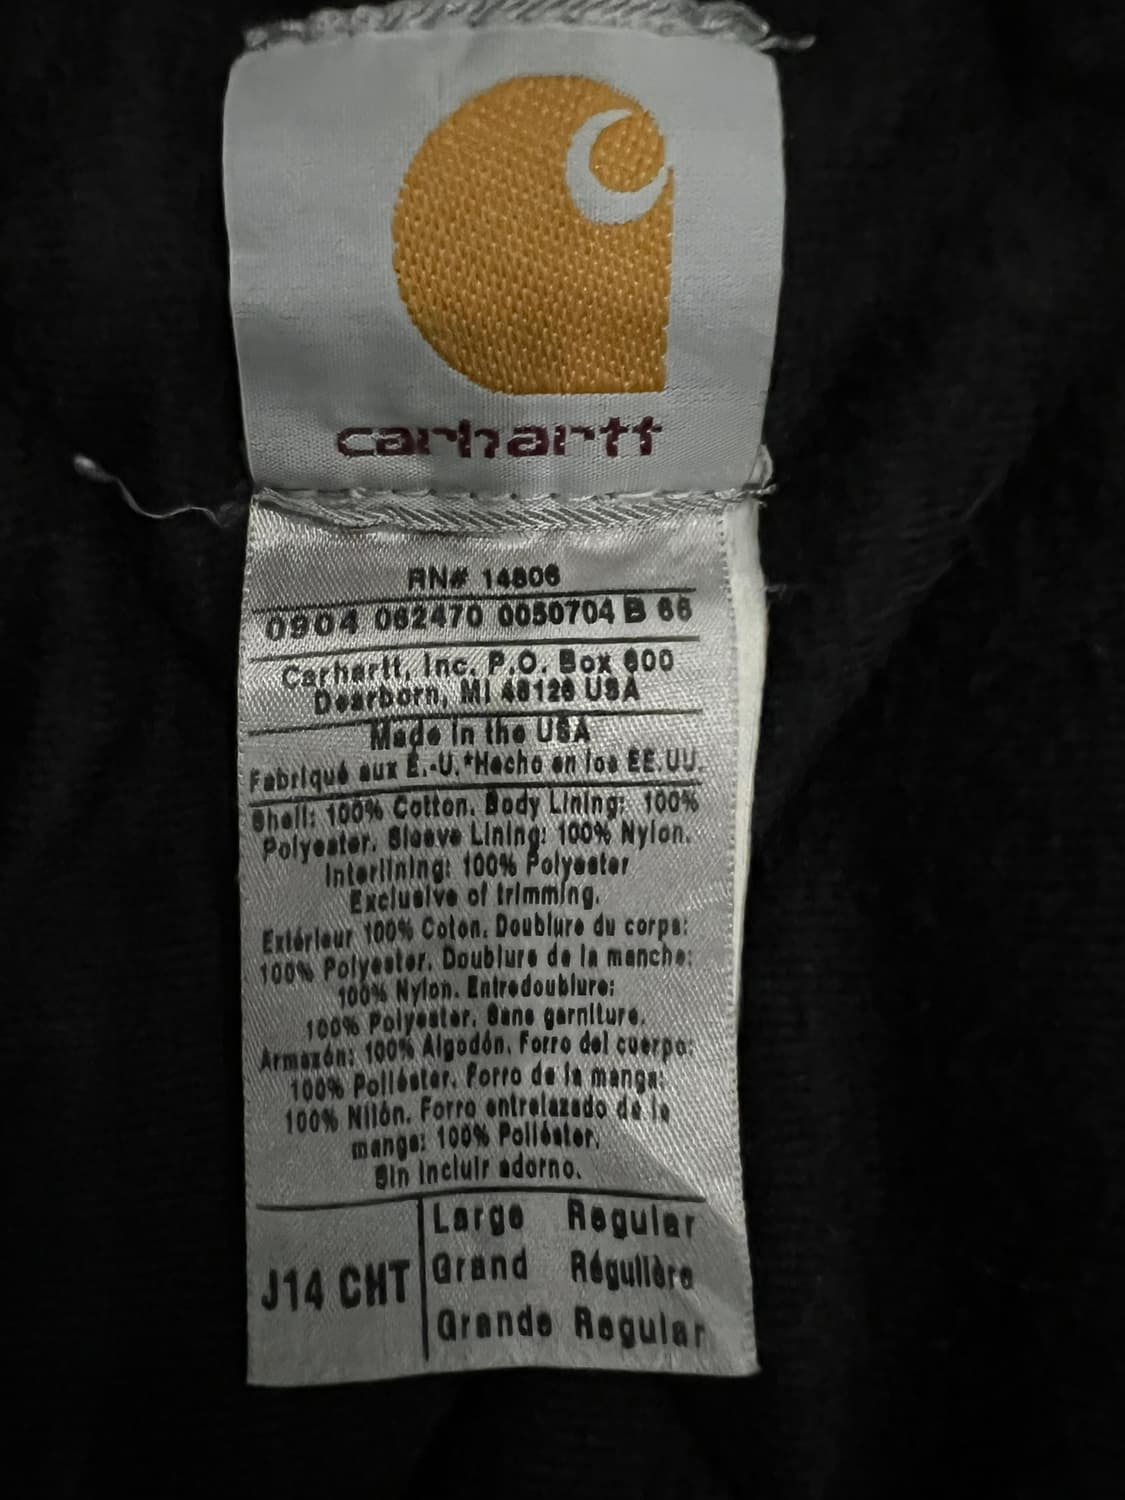 carhartt
RN# 14806
0904 062470 0050704 B 66
Carhartt, Inc. P.O. Box 600
Dearborn, MI 48126 USA
Made in the USA
Fabriqué aux É.-U.*Hecho en los EE.UU.
Shell: 100% Cotton. Body Lining: 100%
Polyester. Sleeve Lining: 100% Nylon.
Interlining: 100% Polyester
Exclusive of trimming.
Extérieur 100% Coton. Doublure du corps:
100% Polyester. Doublure de la manche:
100% Nylon. Entredoublure:
100% Polyester. Sans garniture.
Armazón: 100% Algodón. Forro del cuerpo:
100% Poliéster. Forro de la manga:
100% Nilón. Forro entrelazado de la
manga: 100% Poliéster.
Sin incluir adorno.
J14 CHT
Large Regular
Grand Régulière
Grande Regular